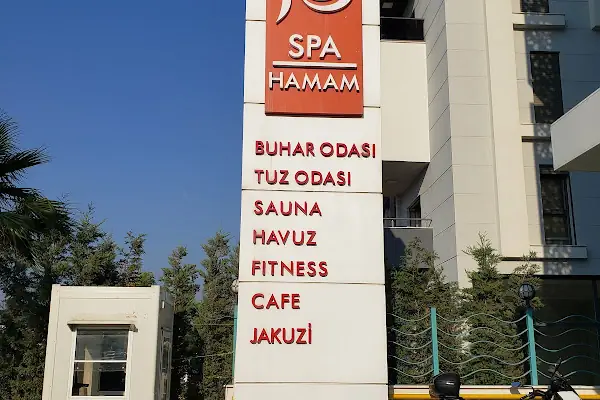 SPA
HAMAM
BUHAR ODASI
TUZ ODASI
SAUNA
HAVUZ
FITNESS
CAFE
JAKUZİ